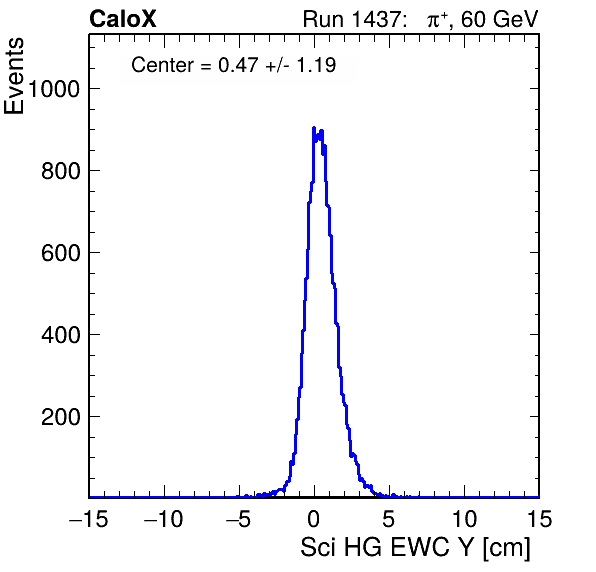 CaloX Run 1437: π⁺, 60 GeV
Center = 0.47 +/- 1.19
Events
1000
800
600
400
200
−15 −10 −5 0 5 10 15
Sci HG EWC Y [cm]